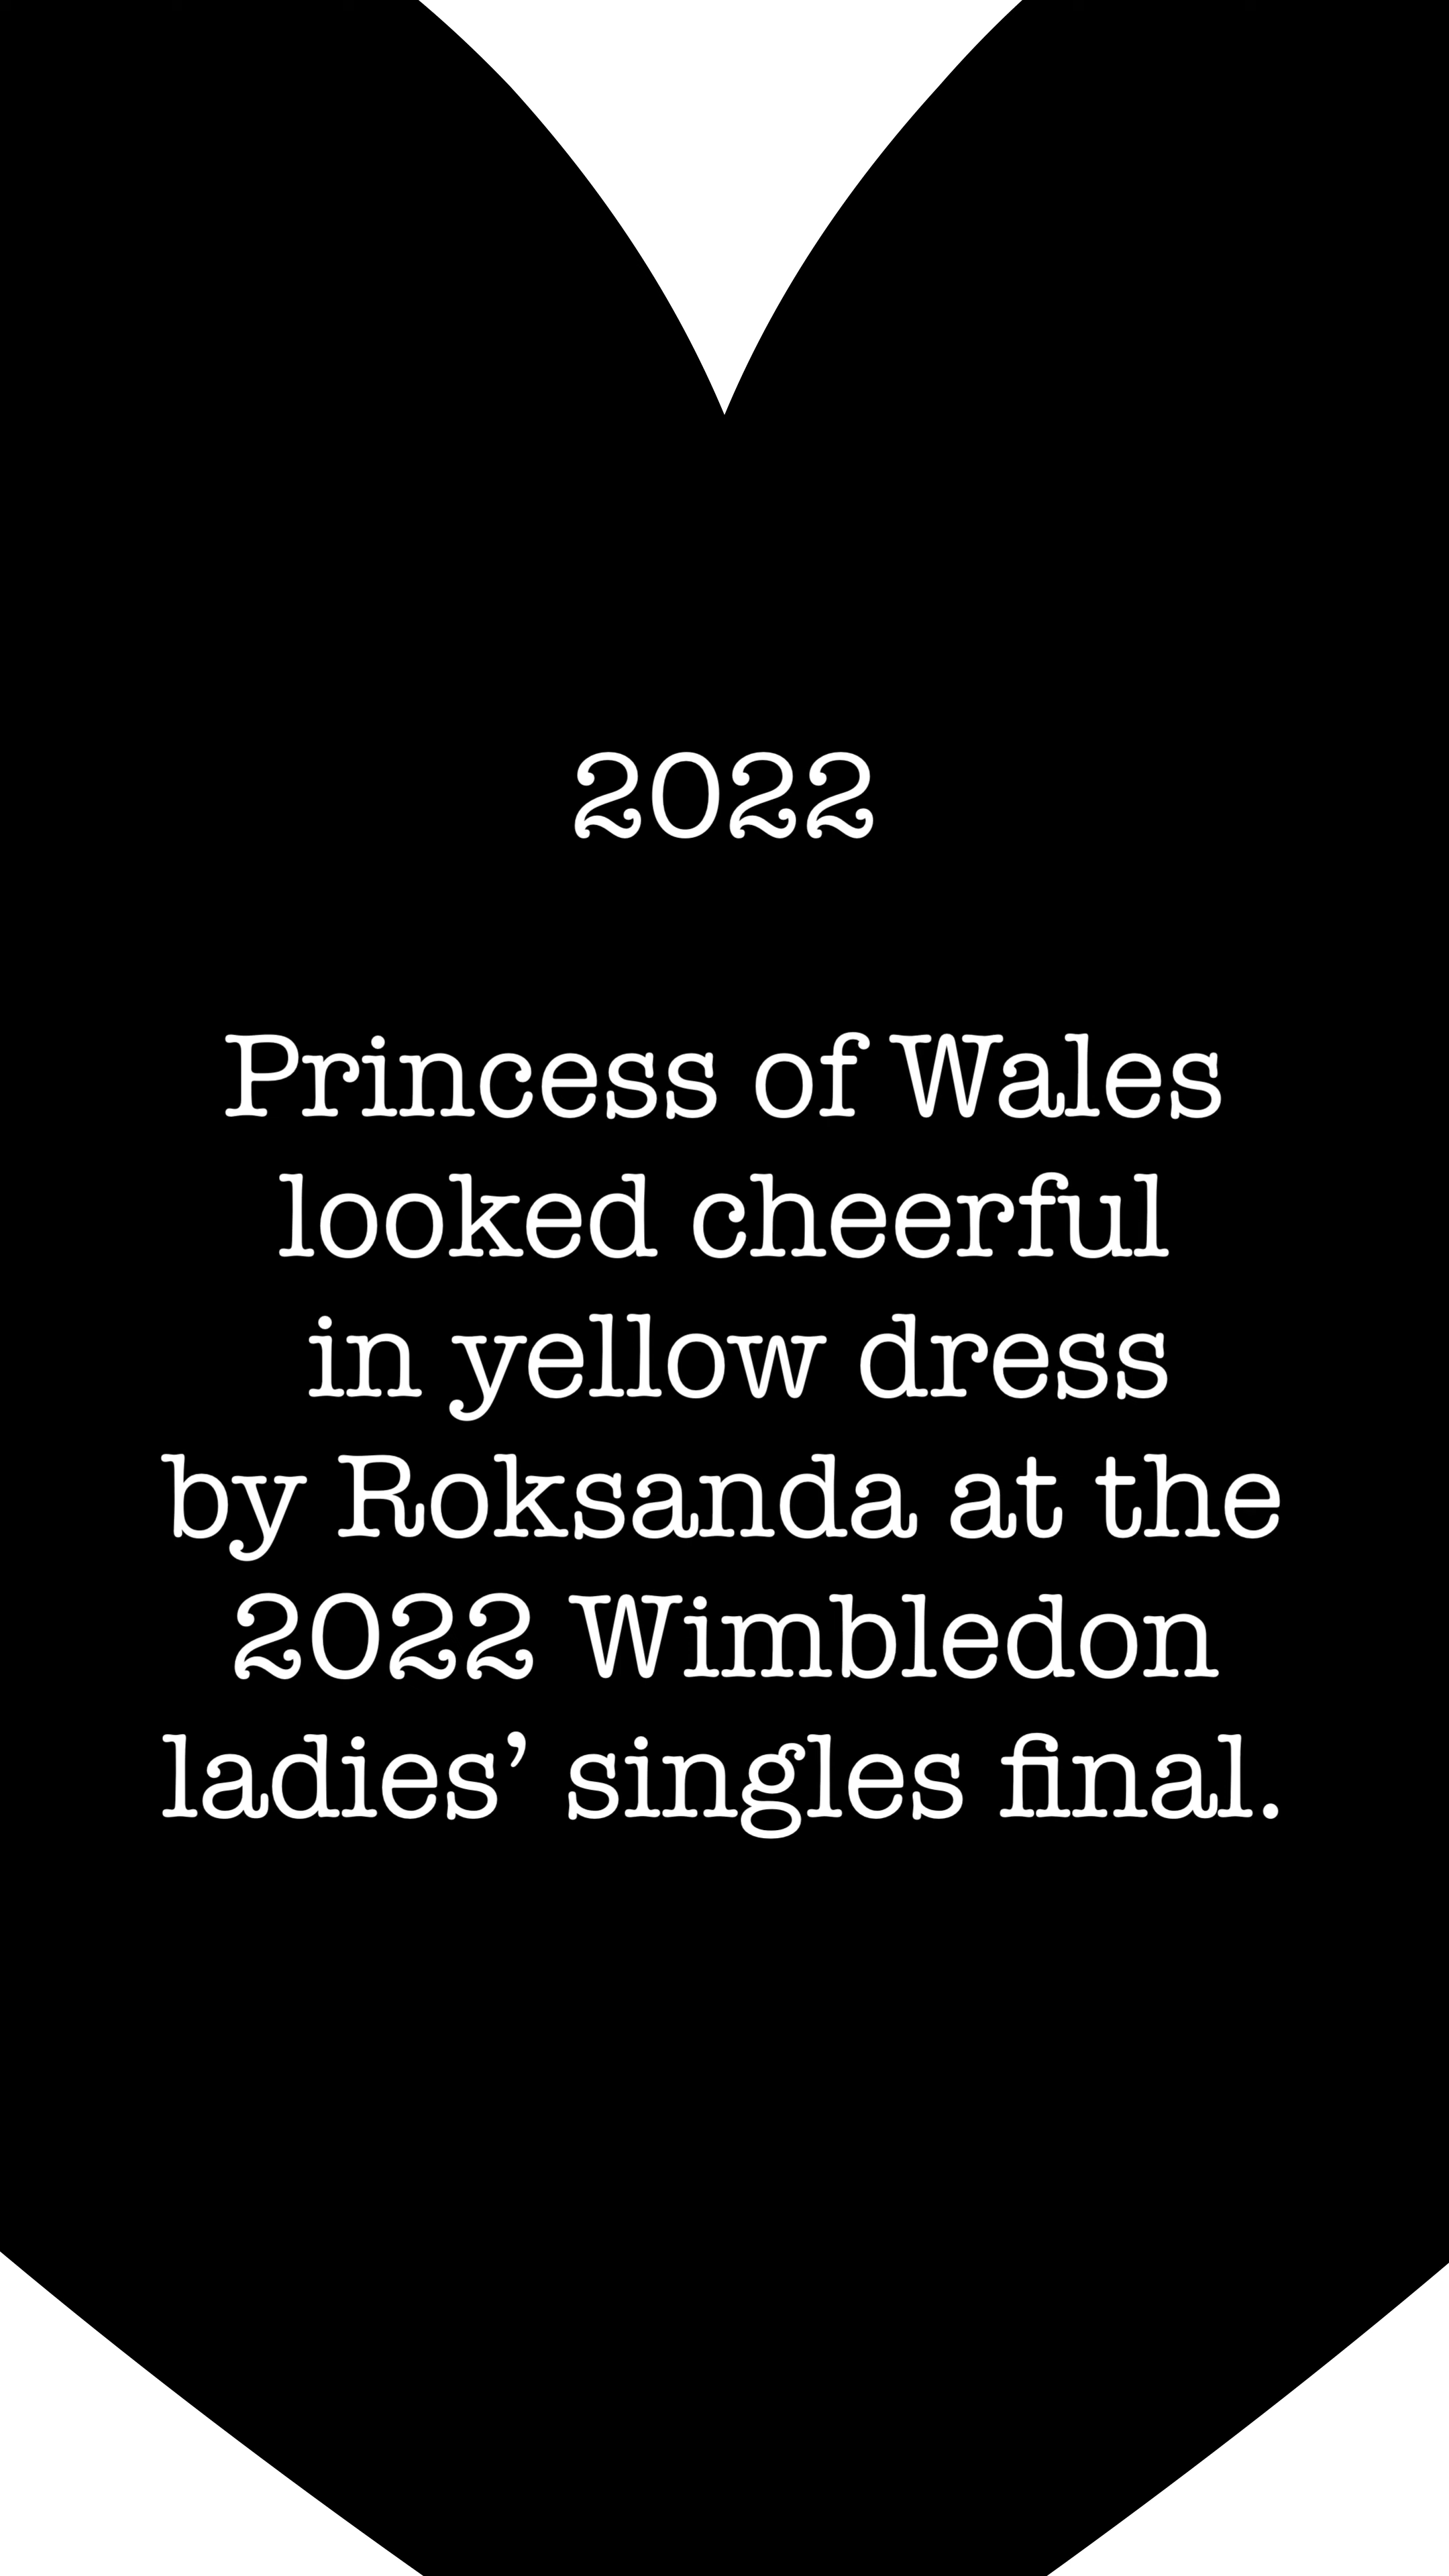 2022
Princess of Wales
looked cheerful
in yellow dress
by Roksanda at the
2022 Wimbledon
ladies’ singles final.